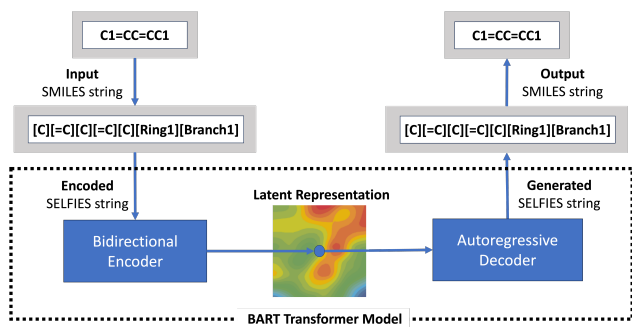 C1=CC=CC1
C1=CC=CC1
Input
SMILES string
Output
SMILES string
[C][=C][C][=C][C][Ring1][Branch1]
[C][=C][C][=C][C][Ring1][Branch1]
Encoded
SELFIES string
Latent Representation
Generated
SELFIES string
Bidirectional
Encoder
Autoregressive
Decoder
BART Transformer Model